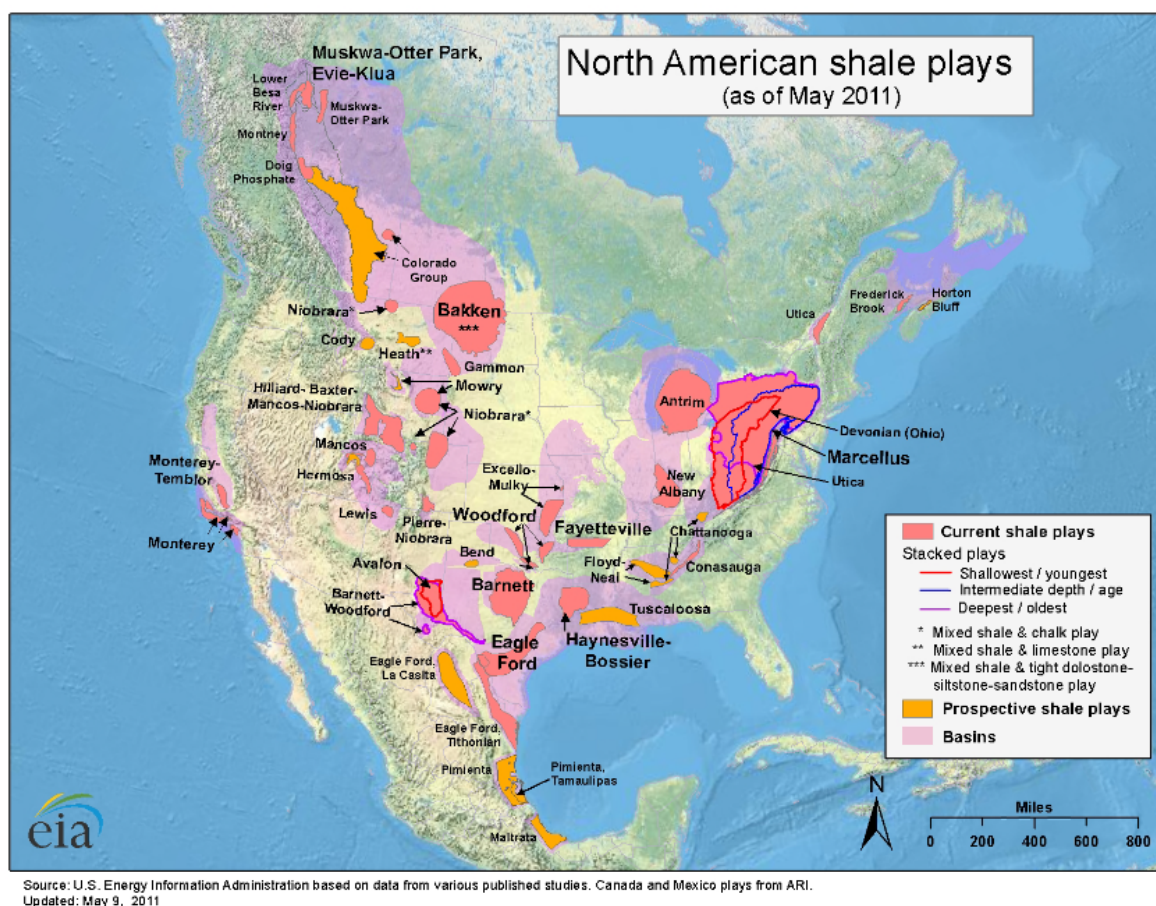 North American shale plays
(as of May 2011)
Muskwa-Otter Park,
Evie-Klua
Lower
Besa
River
Muskwa-
Otter Park
Montney
Doig
Phosphate
Colorado
Group
Niobrara*
Bakken
***
Cody
Heath**
Gammon
Mowry
Hilliard- Baxter-
Mancos-Niobrara
Niobrara*
Mancos
Hermosa
Monterey-
Temblor
Monterey
Lewis
Pierre-
Niobrara
Excello-
Mulky
Woodford
Fayetteville
Bend
Avalon
Barnett
Barnett-
Woodford
Eagle
Ford
Haynesville-
Bossier
Tuscaloosa
Floyd-
Neal
Conasauga
Chattanooga
New
Albany
Antrim
Devonian (Ohio)
Marcellus
Utica
Utica
Frederick
Brook
Horton
Bluff
Eagle Ford,
La Casita
Eagle Ford,
Tithonian
Pimienta
Pimienta,
Tamaulipas
Maltrata
Current shale plays
Stacked plays
Shallowest / youngest
Intermediate depth / age
Deepest / oldest
* Mixed shale & chalk play
** Mixed shale & limestone play
*** Mixed shale & tight dolostone-
siltstone-sandstone play
Prospective shale plays
Basins
N
Miles
0 200 400 600 800
eia
Source: U.S. Energy Information Administration based on data from various published studies. Canada and Mexico plays from ARI.
Updated: May 9, 2011